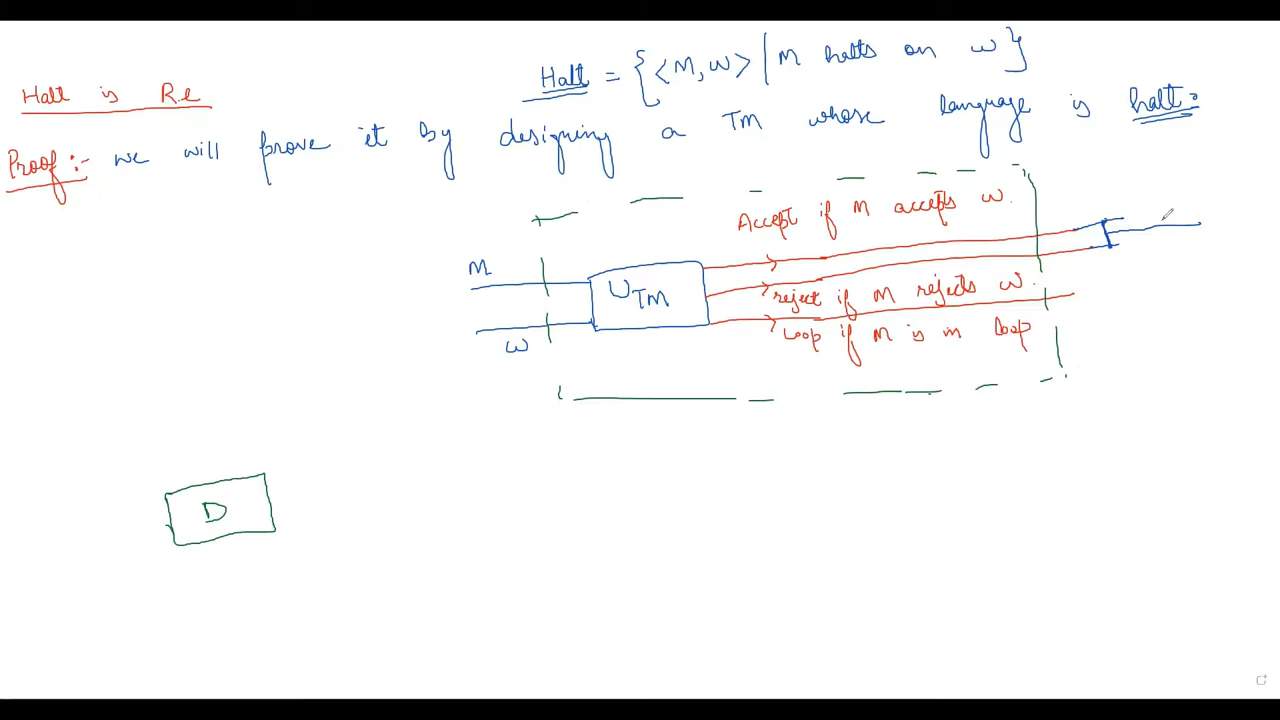 Halt = {<M, w> | M halts on w}
Halt is R.e
Proof :- we will prove it by designing a TM whose language is halt.
Accept if M accepts w.
M
UTM
reject if M rejects w.
Loop if M is in loop
w
D